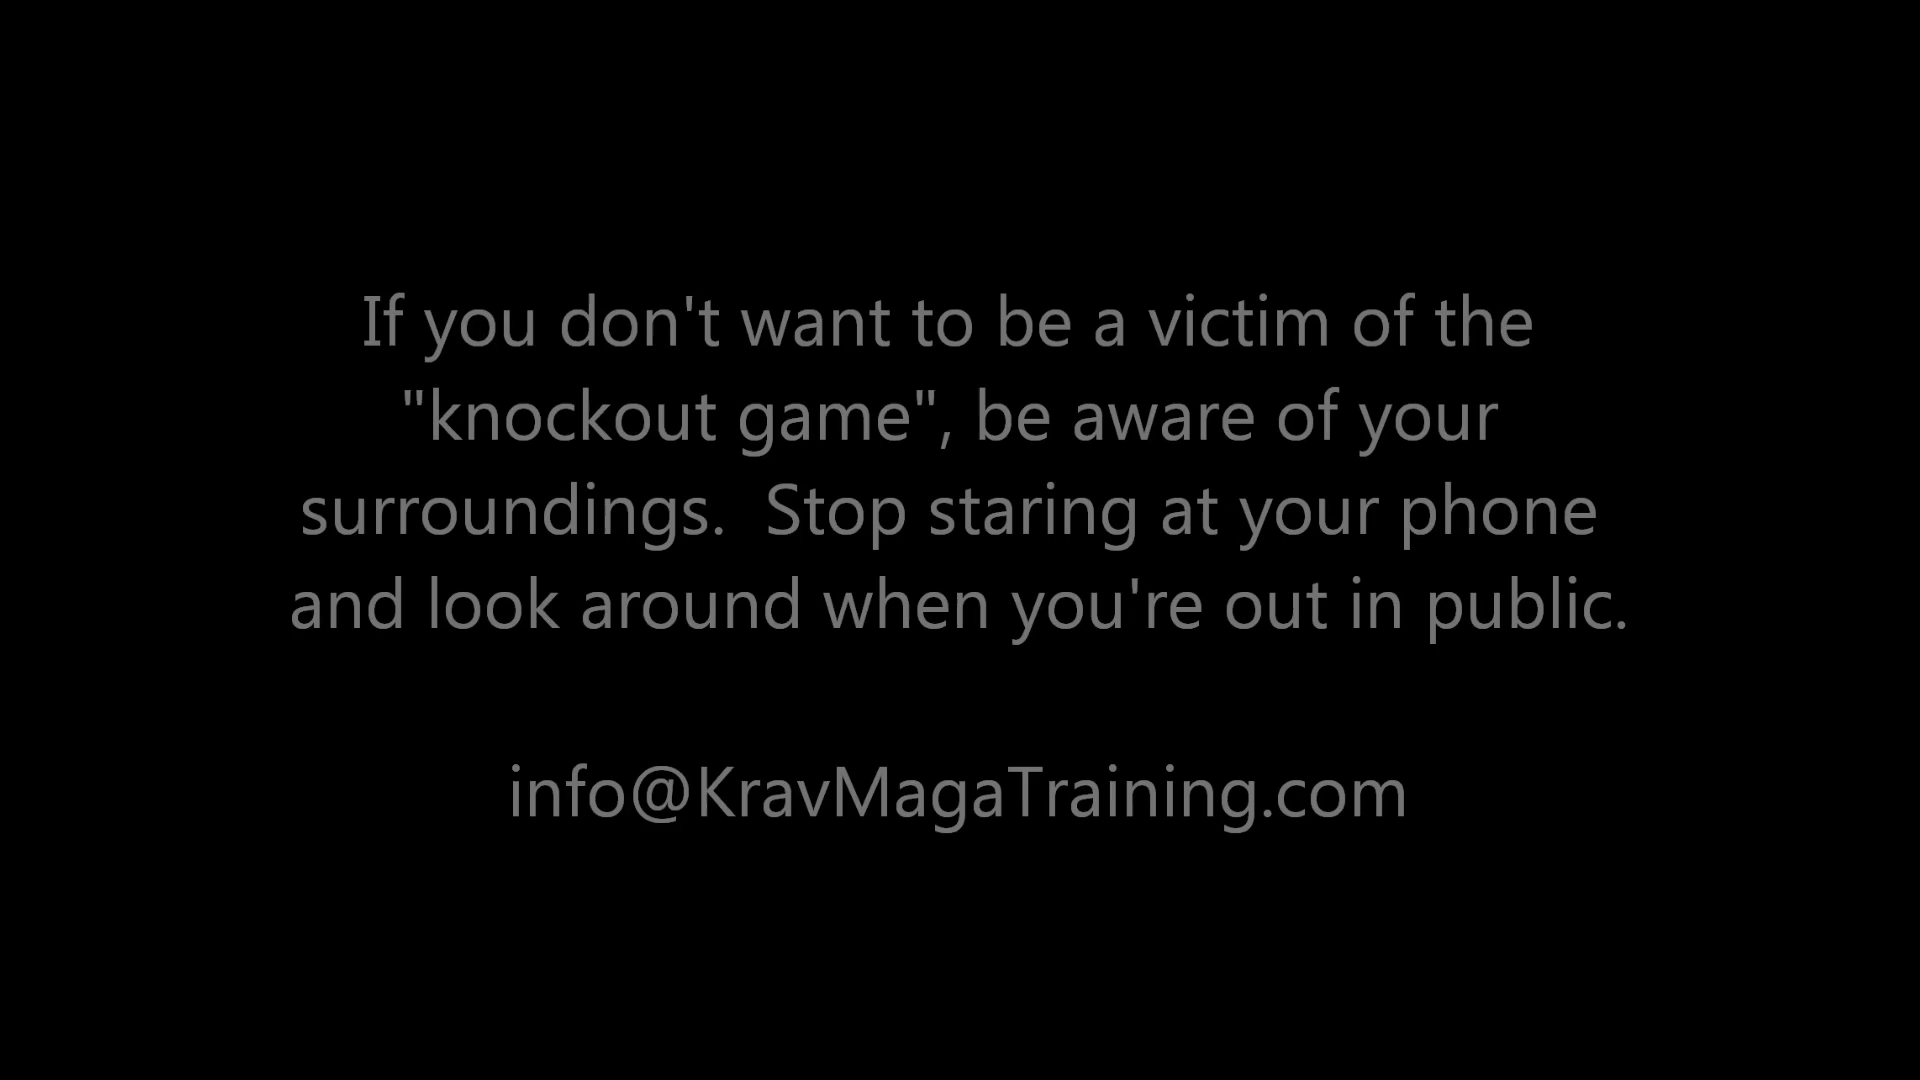 If you don't want to be a victim of the
"knockout game", be aware of your
surroundings.  Stop staring at your phone
and look around when you're out in public.
info@KravMagaTraining.com